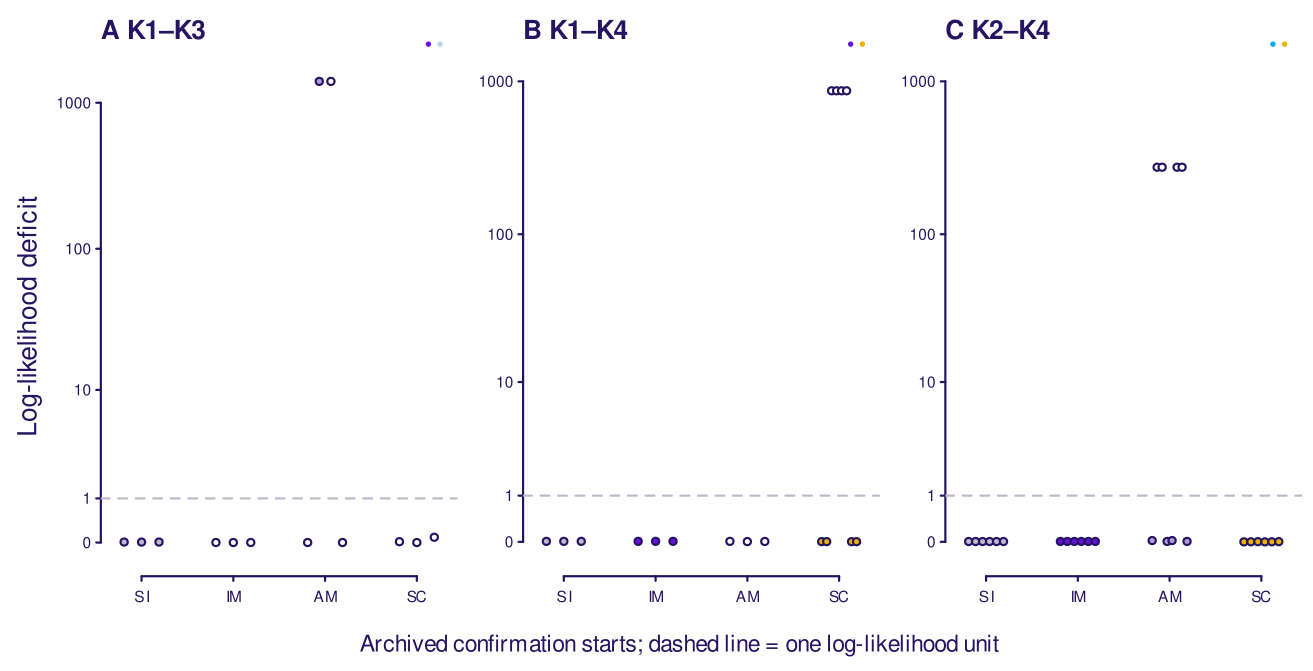 A K1–K3
B K1–K4
C K2–K4
Log-likelihood deficit
1000
100
10
1
0
SI IM AM SC
1000
100
10
1
0
SI IM AM SC
1000
100
10
1
0
SI IM AM SC
Archived confirmation starts; dashed line = one log-likelihood unit